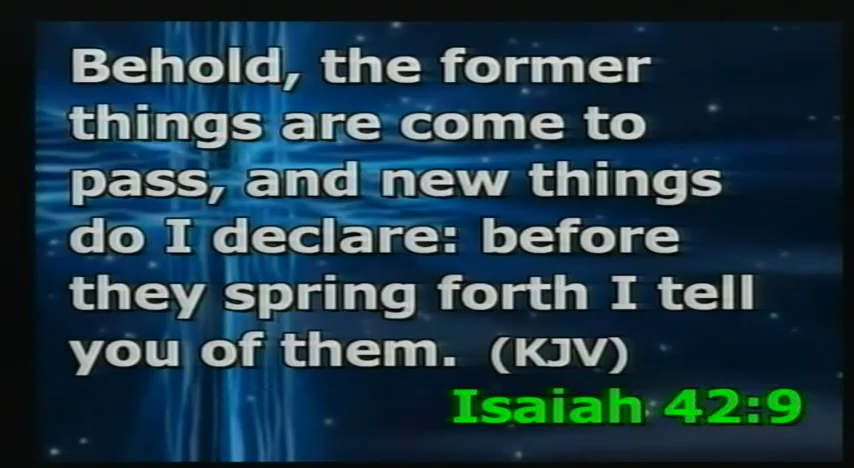 Behold, the former
things are come to
pass, and new things
do I declare: before
they spring forth I tell
you of them. (KJV)
Isaiah 42:9